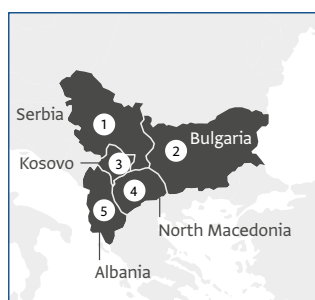 Serbia
1
Bulgaria
2
Kosovo
3
4
5
North Macedonia
Albania